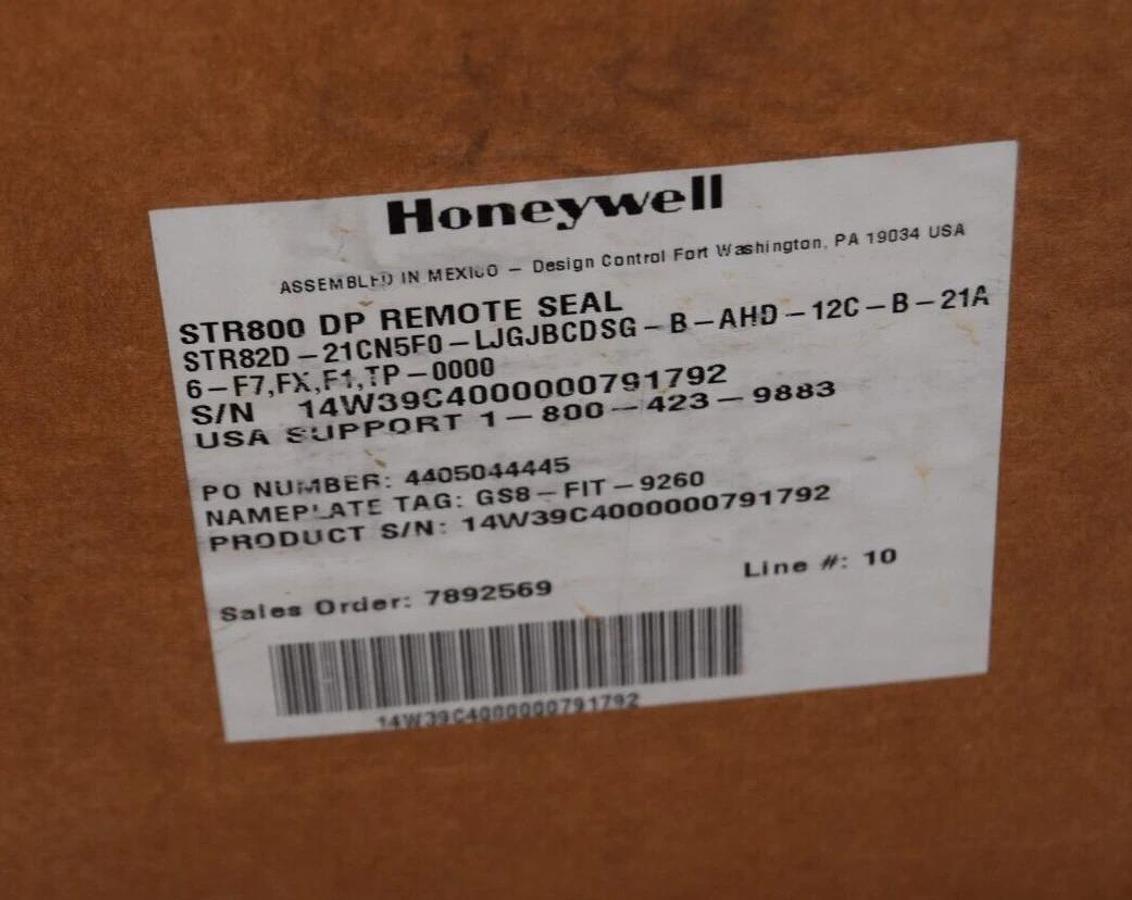 Honeywell
ASSEMBLED IN MEXICO – Design Control Fort Washington, PA 19034 USA
STR800 DP REMOTE SEAL
STR82D–21CN5F0–LJGJBCDSG–B–AHD–12C–B–21A
6–F7,FX,F1,TP–0000
S/N 14W39C4000000791792
USA SUPPORT 1–800–423–9883
PO NUMBER: 4405044445
NAMEPLATE TAG: GS8–FIT–9260
PRODUCT S/N: 14W39C4000000791792
Line #: 10
Sales Order: 7892569
14W39C4000000791792